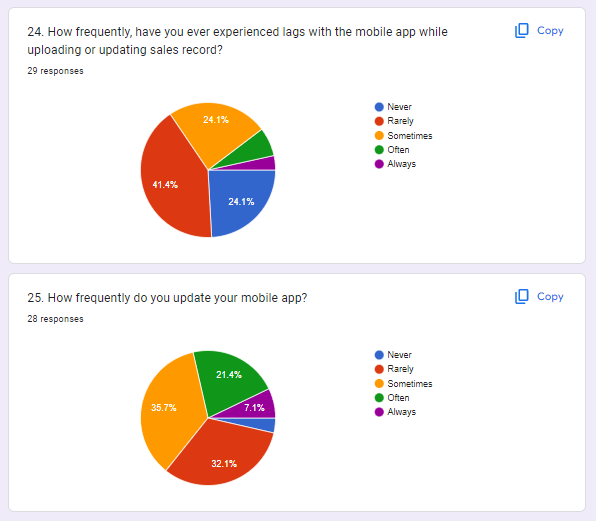 24. How frequently, have you ever experienced lags with the mobile app while
uploading or updating sales record?
Copy
29 responses
24.1%
41.4%
24.1%
Never
Rarely
Sometimes
Often
Always
25. How frequently do you update your mobile app?
Copy
28 responses
21.4%
35.7%
7.1%
32.1%
Never
Rarely
Sometimes
Often
Always